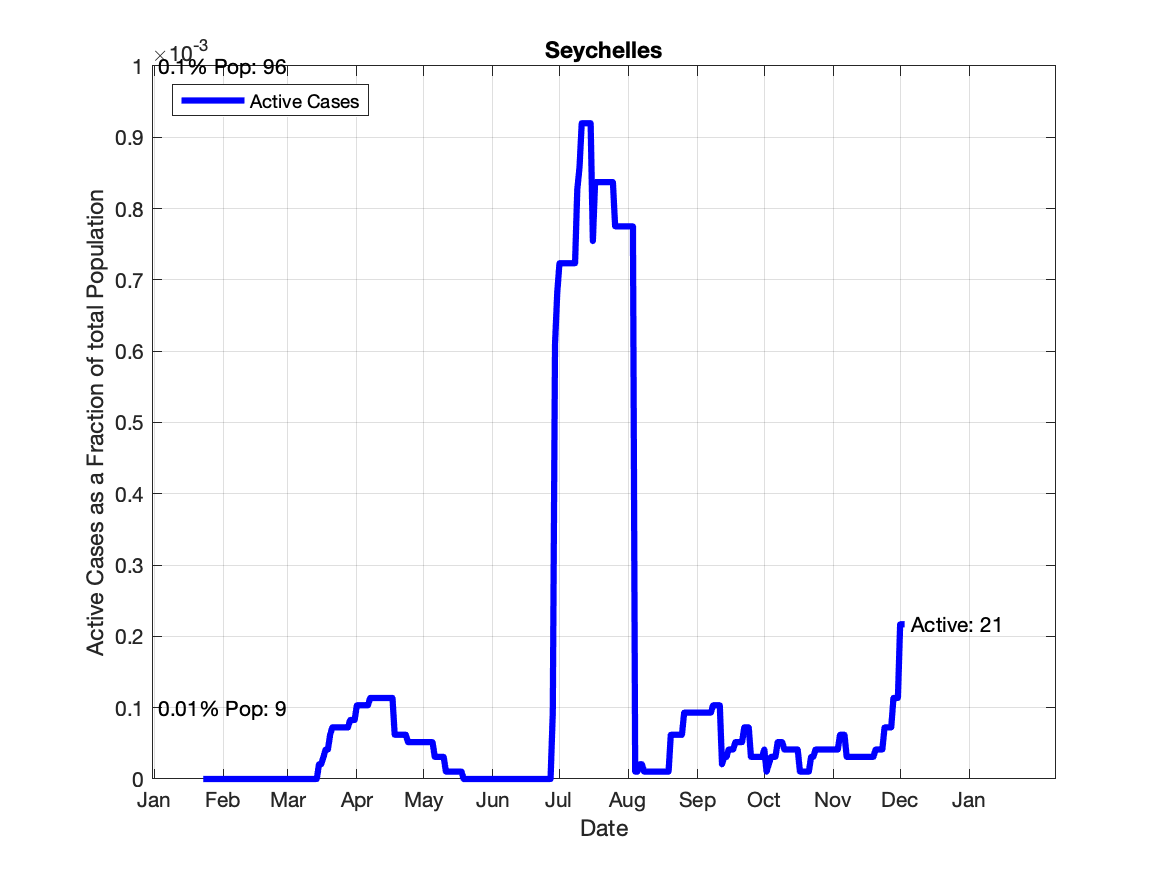 Seychelles
×10-3
0.1% Pop: 96
Active Cases
1
0.9
0.8
0.7
0.6
0.5
0.4
0.3
0.2
0.1
0
Active Cases as a Fraction of total Population
Active: 21
0.01% Pop: 9
Jan Feb Mar Apr May Jun Jul Aug Sep Oct Nov Dec Jan
Date